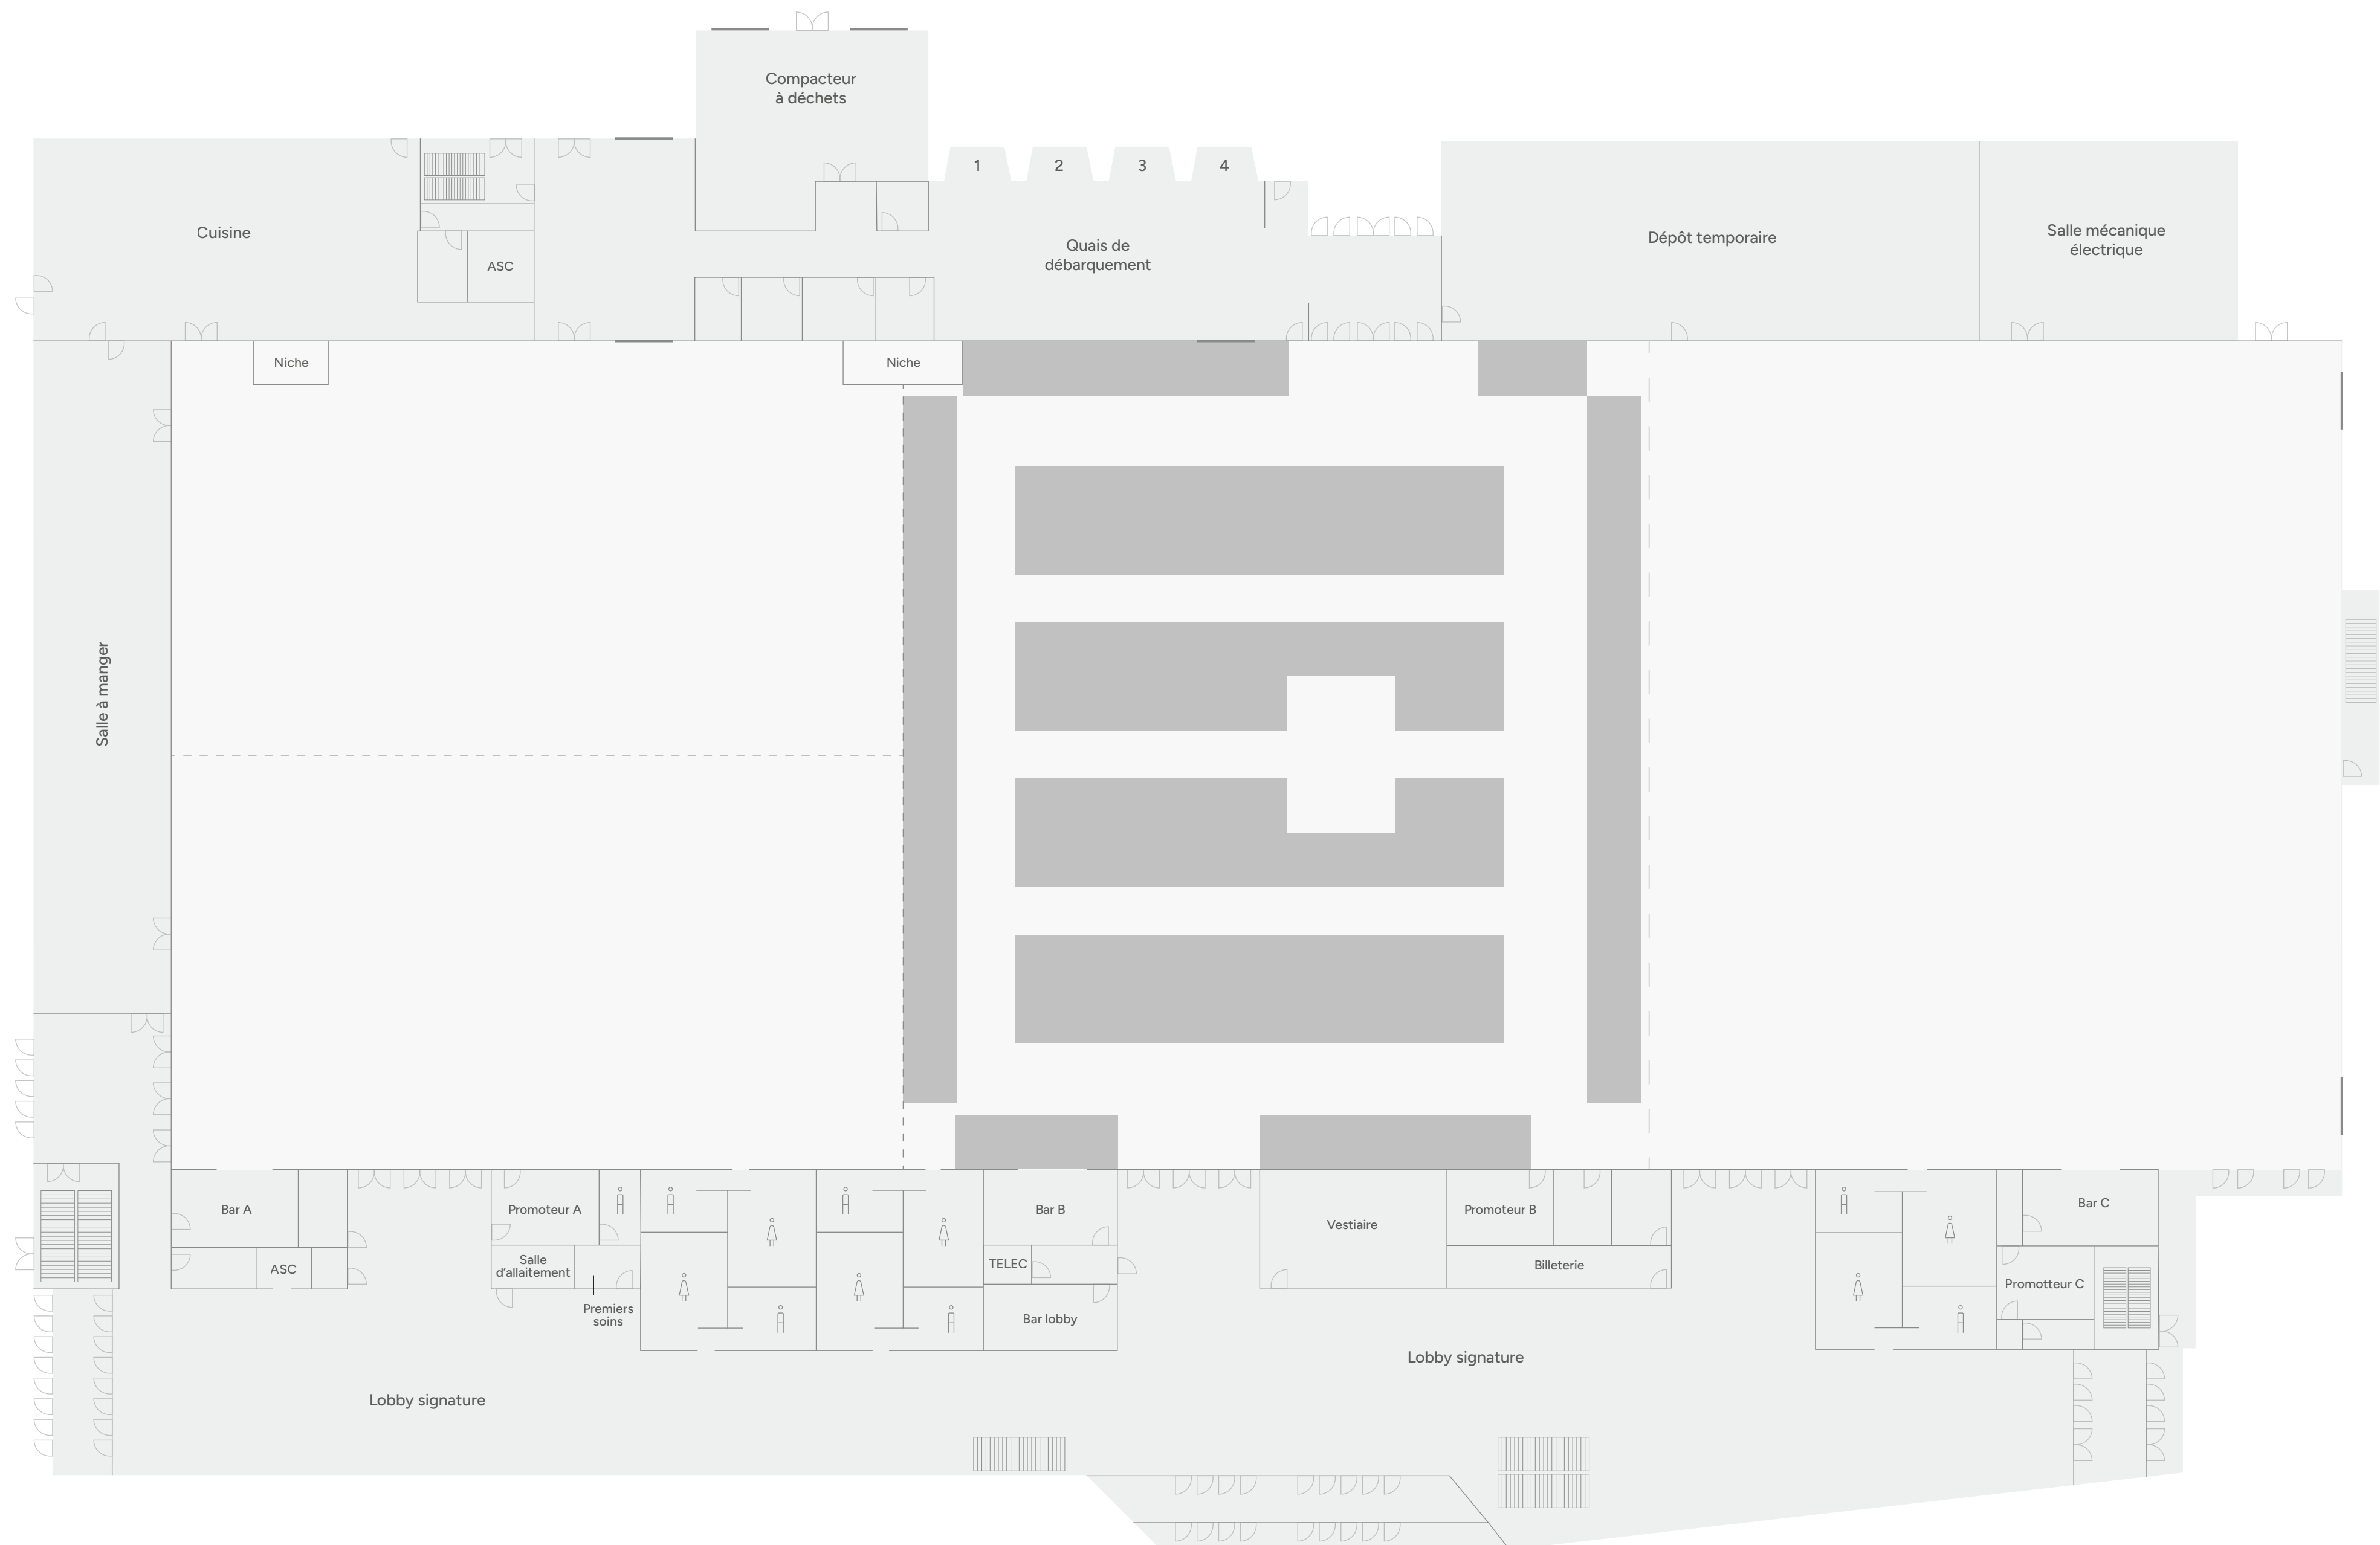 Compacteur
à déchets
1
2
3
4
Cuisine
ASC
Quais de
débarquement
Dépôt temporaire
Salle mécanique
électrique
Niche
Niche
Salle à manger
Bar A
ASC
Promoteur A
Salle
d'allaitement
Premiers
soins
Bar B
TELEC
Bar lobby
Vestiaire
Promoteur B
Billeterie
Bar C
Promotteur C
Lobby signature
Lobby signature